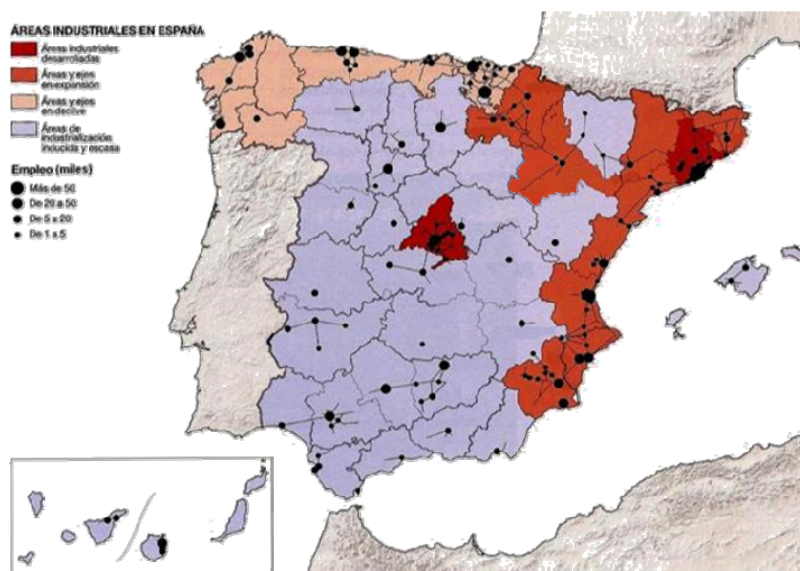 ÁREAS INDUSTRIALES EN ESPAÑA
Áreas industriales
desarrolladas
Áreas y ejes
en expansión
Áreas y ejes
en declive
Áreas de
industrialización
inducida y escasa
Empleo (miles)
Más de 50
De 20 a 50
De 5 a 20
De 1 a 5